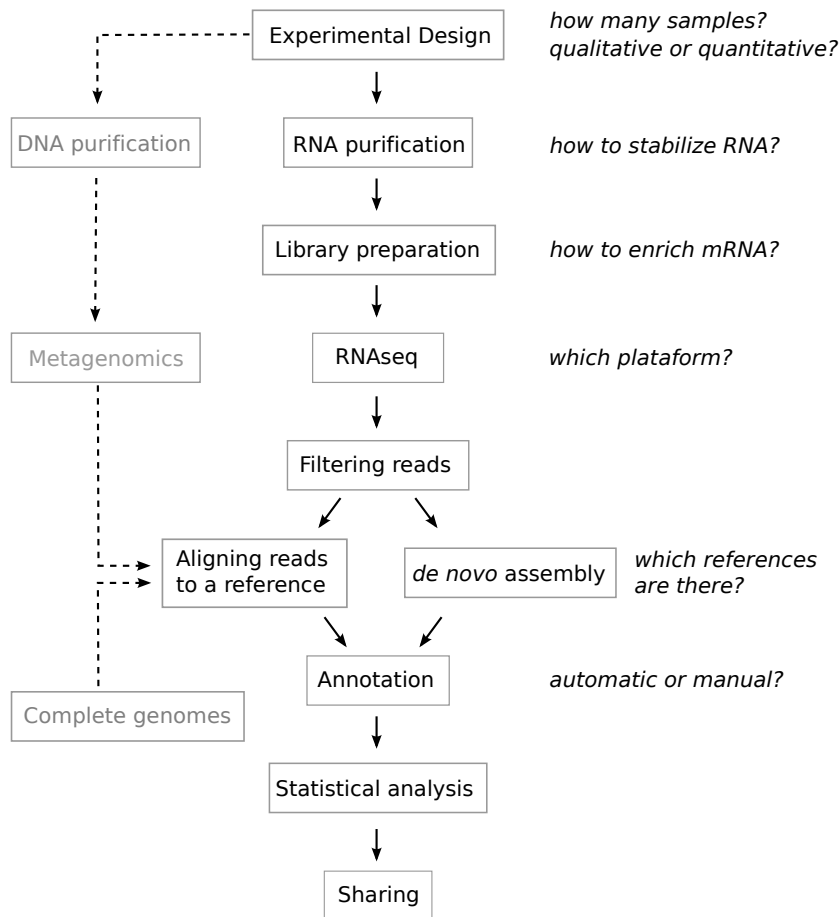 Experimental Design
how many samples?
qualitative or quantitative?
DNA purification
RNA purification
how to stabilize RNA?
Library preparation
how to enrich mRNA?
Metagenomics
RNAseq
which plataform?
Filtering reads
Aligning reads
to a reference
de novo assembly
which references
are there?
Annotation
automatic or manual?
Complete genomes
Statistical analysis
Sharing